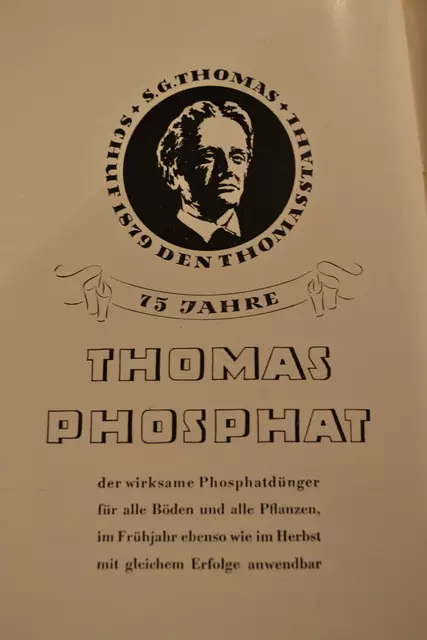 S.G.THOMAS
SCHUF 1879 DEN THOMASSTAHL
75 JAHRE
THOMAS
PHOSPHAT
der wirksame Phosphatdünger
für alle Böden und alle Pflanzen,
im Frühjahr ebenso wie im Herbst
mit gleichem Erfolge anwendbar